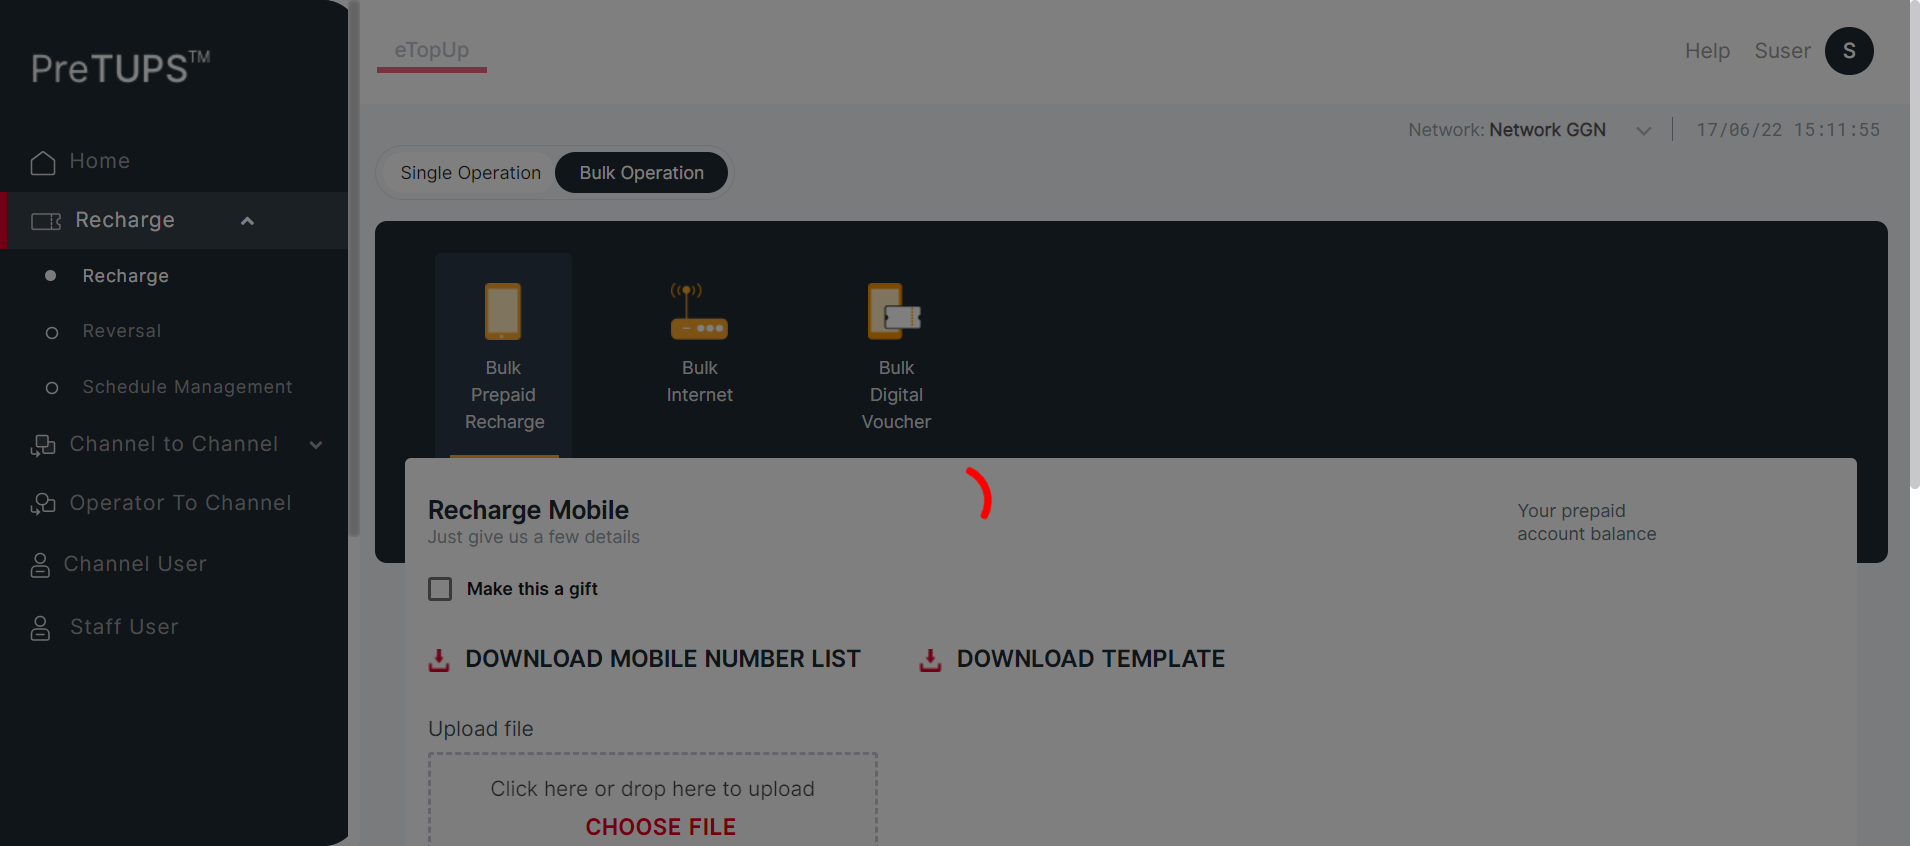 PreTUPS™
Home
Recharge
Recharge
Reversal
Schedule Management
Channel to Channel
Operator To Channel
Channel User
Staff User
eTopUp
Help Suser S
Network: Network GGN 17/06/22 15:11:55
Single Operation Bulk Operation
Bulk
Prepaid
Recharge
Bulk
Internet
Bulk
Digital
Voucher
Recharge Mobile
Just give us a few details
Your prepaid
account balance
Make this a gift
DOWNLOAD MOBILE NUMBER LIST DOWNLOAD TEMPLATE
Upload file
Click here or drop here to upload
CHOOSE FILE